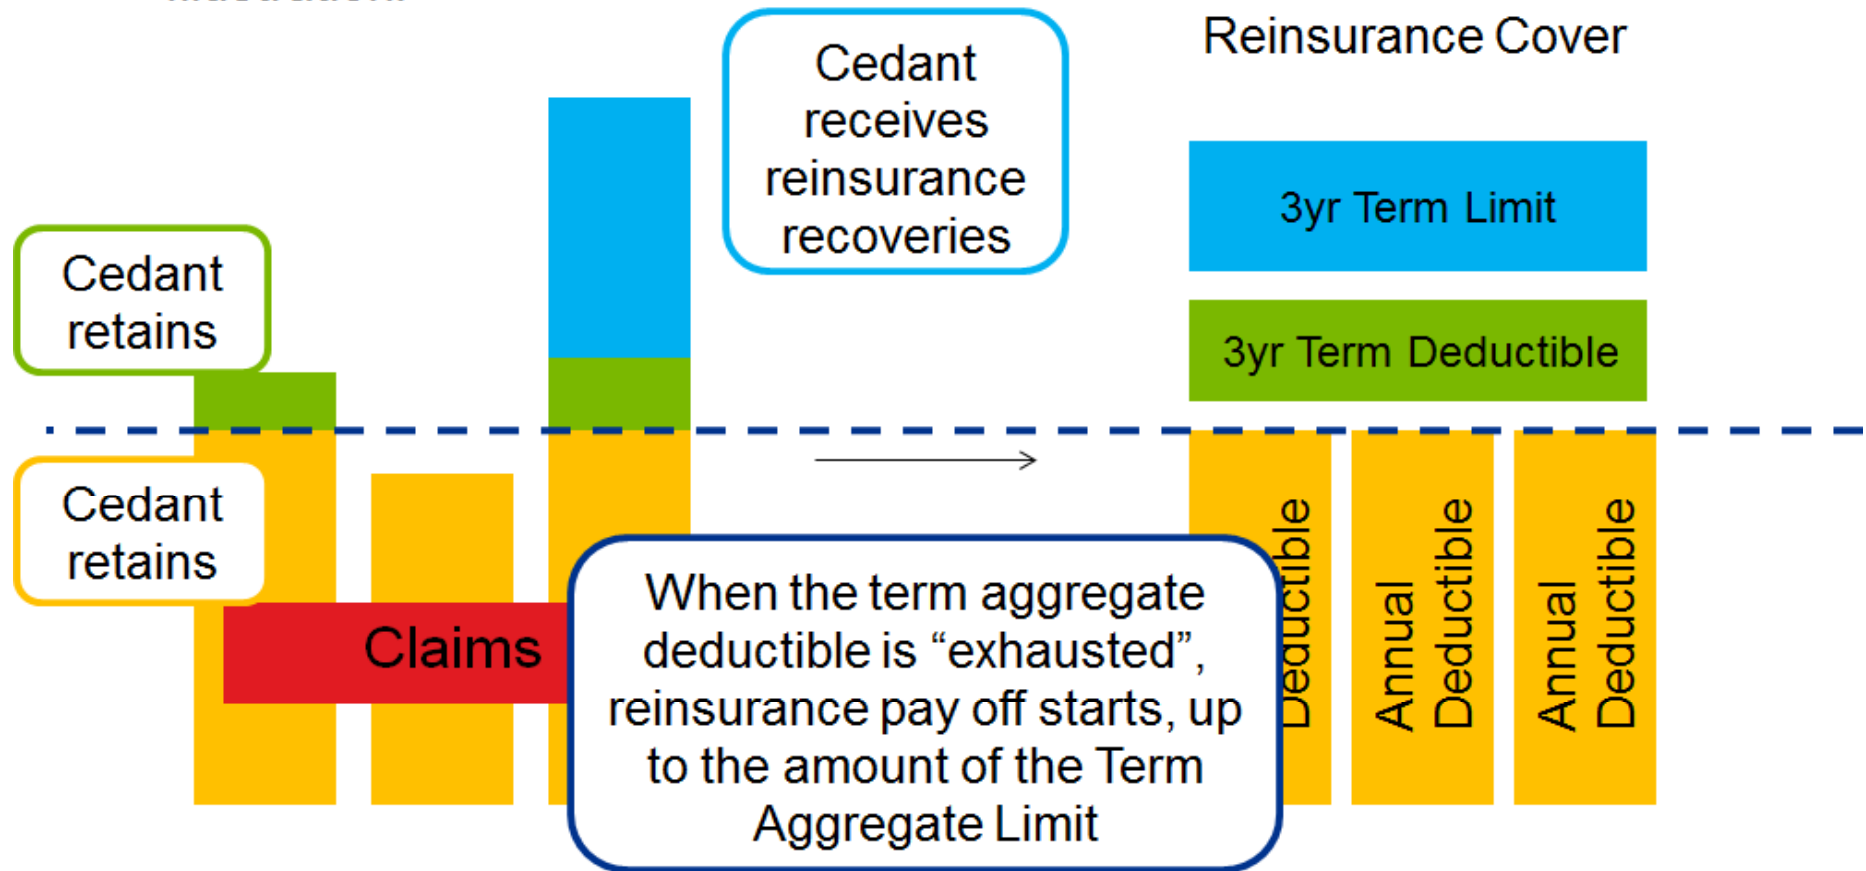 Reinsurance Cover
Cedant
receives
reinsurance
recoveries
3yr Term Limit
Cedant
retains
3yr Term Deductible
Cedant
retains
Claims
When the term aggregate
deductible is “exhausted”,
reinsurance pay off starts, up
to the amount of the Term
Aggregate Limit
Deductible
Annual
Deductible
Annual
Deductible